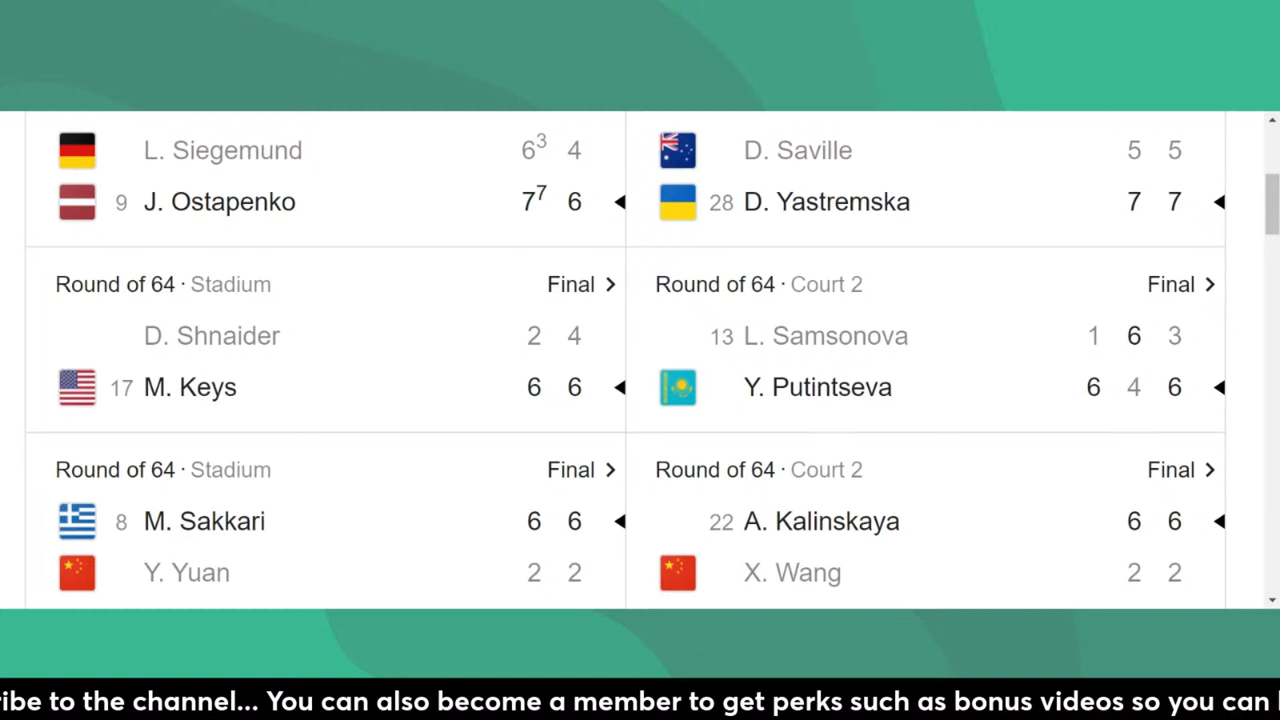 L. Siegemund 6³ 4
9 J. Ostapenko 7⁷ 6
D. Saville 5 5
28 D. Yastremska 7 7
Round of 64 · Stadium Final
D. Shnaider 2 4
17 M. Keys 6 6
Round of 64 · Court 2 Final
13 L. Samsonova 1 6 3
Y. Putintseva 6 4 6
Round of 64 · Stadium Final
8 M. Sakkari 6 6
Y. Yuan 2 2
Round of 64 · Court 2 Final
22 A. Kalinskaya 6 6
X. Wang 2 2
ibe to the channel... You can also become a member to get perks such as bonus videos so you can